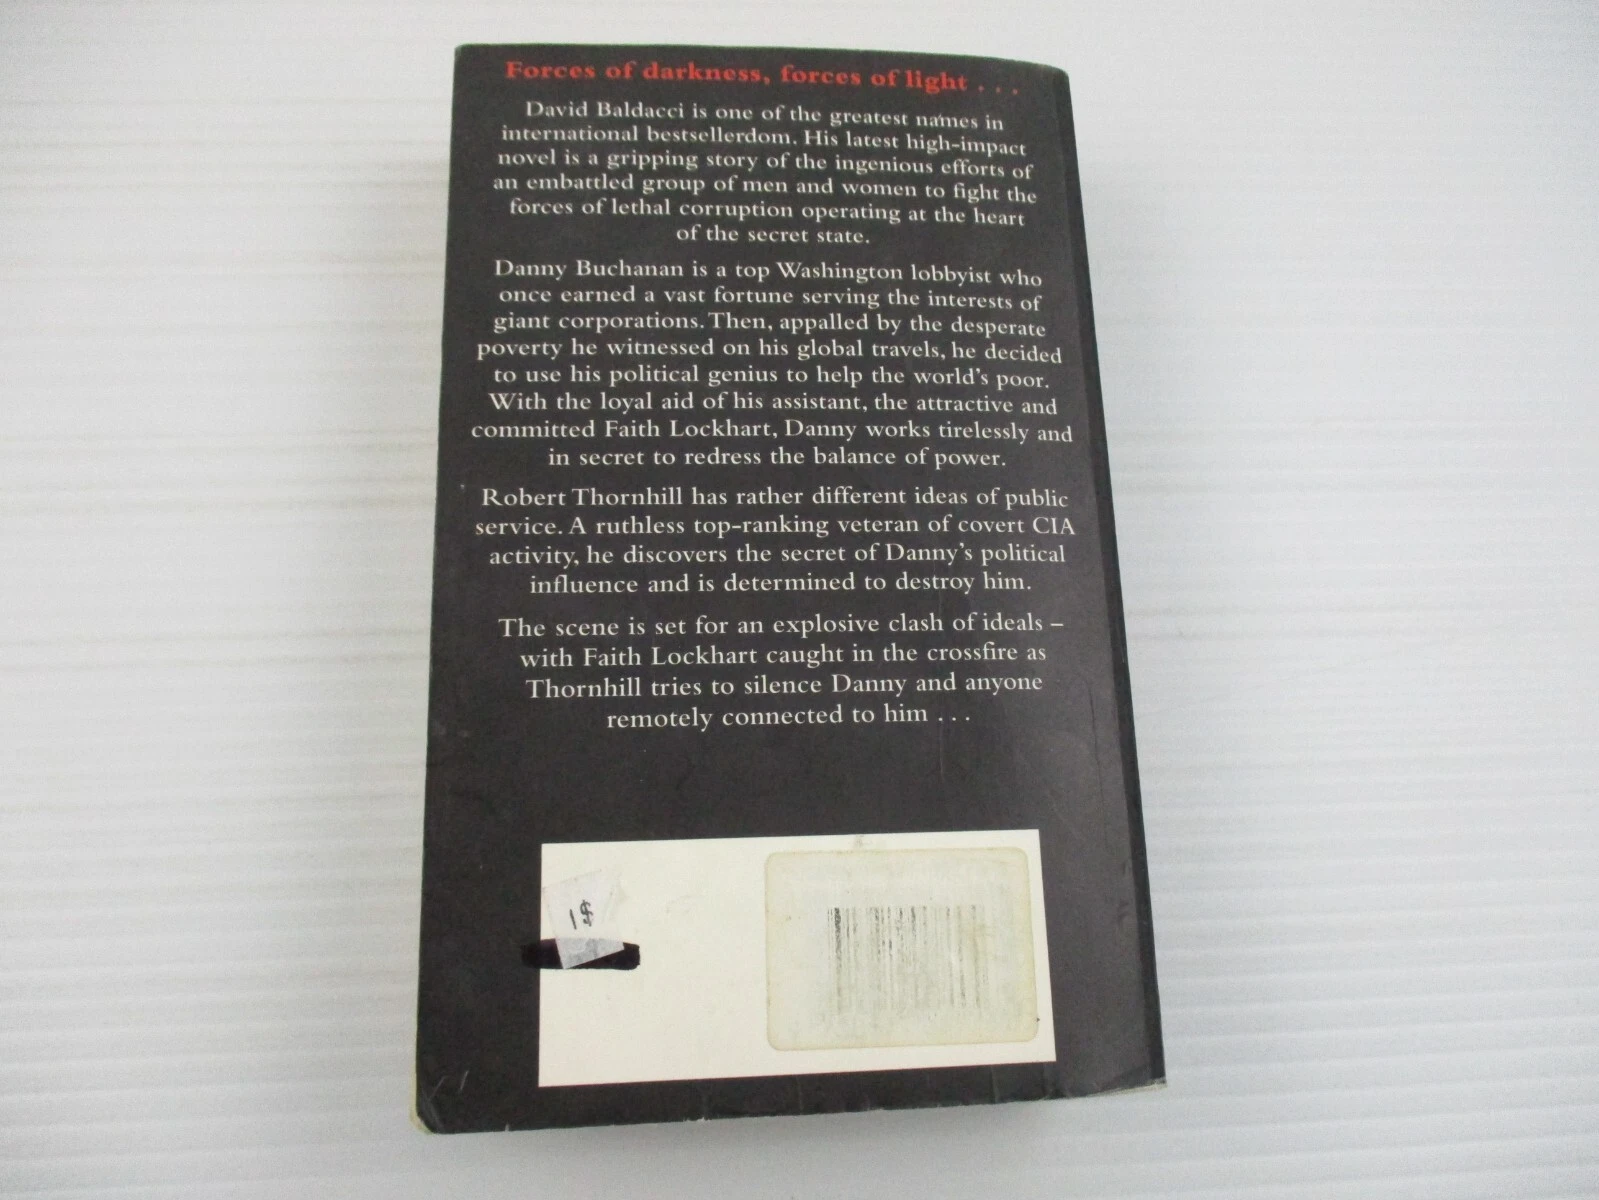 Forces of darkness, forces of light . . .
David Baldacci is one of the greatest names in
international bestsellerdom. His latest high-impact
novel is a gripping story of the ingenious efforts of
an embattled group of men and women to fight the
forces of lethal corruption operating at the heart
of the secret state.
Danny Buchanan is a top Washington lobbyist who
once earned a vast fortune serving the interests of
giant corporations. Then, appalled by the desperate
poverty he witnessed on his global travels, he decided
to use his political genius to help the world's poor.
With the loyal aid of his assistant, the attractive and
committed Faith Lockhart, Danny works tirelessly and
in secret to redress the balance of power.
Robert Thornhill has rather different ideas of public
service. A ruthless top-ranking veteran of covert CIA
activity, he discovers the secret of Danny's political
influence and is determined to destroy him.
The scene is set for an explosive clash of ideals –
with Faith Lockhart caught in the crossfire as
Thornhill tries to silence Danny and anyone
remotely connected to him . . .